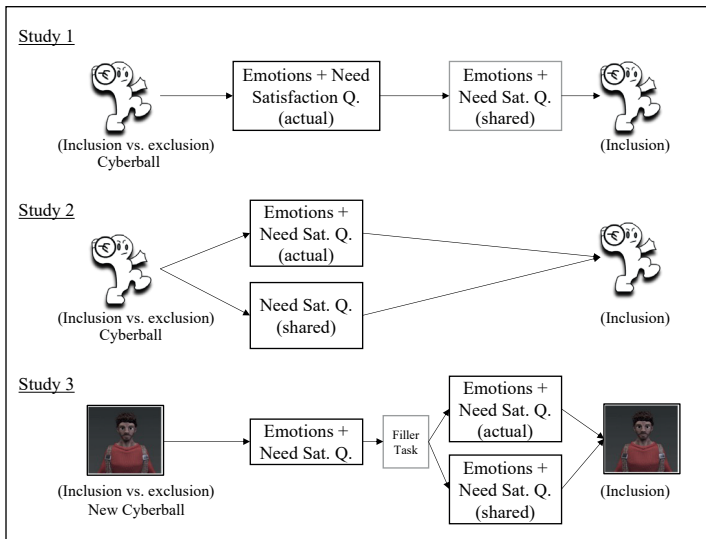 Study 1
Emotions + Need
Satisfaction Q.
(actual)
Emotions +
Need Sat. Q.
(shared)
€
€
(Inclusion vs. exclusion)
Cyberball
(Inclusion)
Study 2
Emotions +
Need Sat. Q.
(actual)
€
€
Need Sat. Q.
(shared)
(Inclusion vs. exclusion)
Cyberball
(Inclusion)
Study 3
Emotions +
Need Sat. Q.
Filler
Task
Emotions +
Need Sat. Q.
(actual)
Emotions +
Need Sat. Q.
(shared)
(Inclusion vs. exclusion)
New Cyberball
(Inclusion)